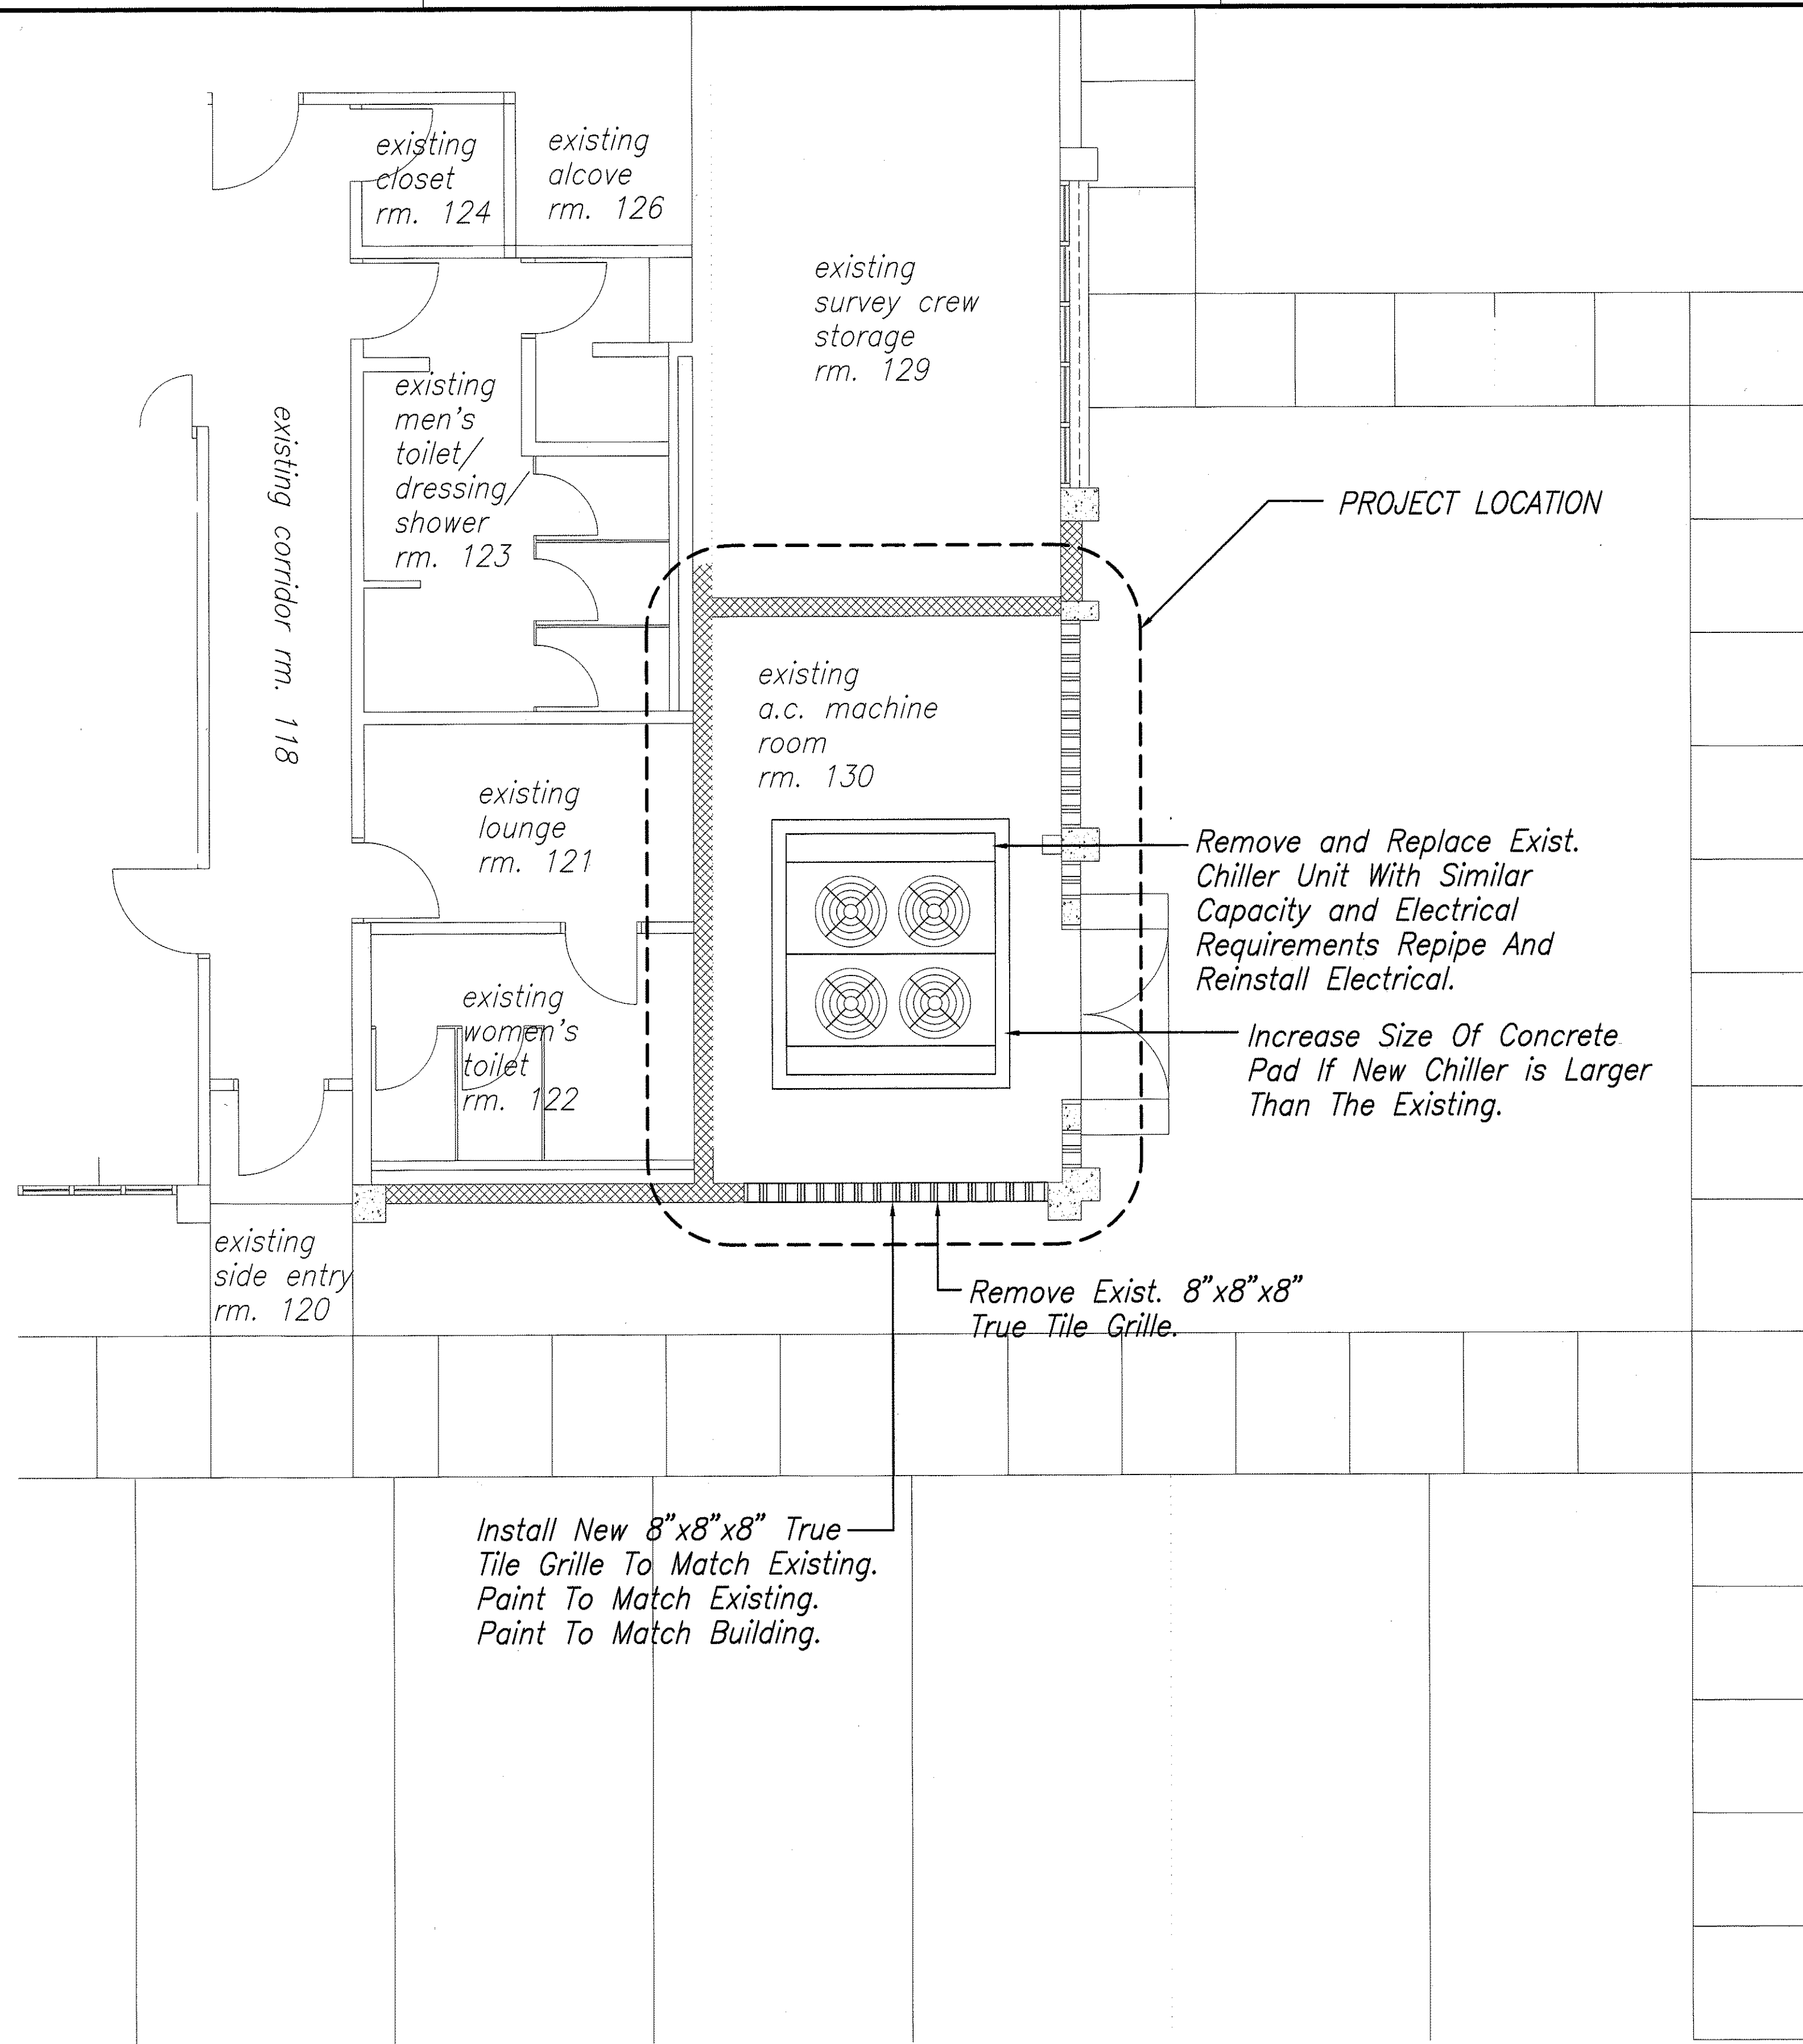 existing
closet
rm. 124
existing
alcove
rm. 126
existing
survey crew
storage
rm. 129
existing
men's
toilet/
dressing/
shower
rm. 123
existing corridor rm. 118
PROJECT LOCATION
existing
a.c. machine
room
rm. 130
existing
lounge
rm. 121
Remove and Replace Exist.
Chiller Unit With Similar
Capacity and Electrical
Requirements Repipe And
Reinstall Electrical.
existing
women's
toilet
rm. 122
Increase Size Of Concrete
Pad If New Chiller is Larger
Than The Existing.
existing
side entry
rm. 120
Remove Exist. 8"x8"x8"
True Tile Grille.
Install New 8"x8"x8" True
Tile Grille To Match Existing.
Paint To Match Existing.
Paint To Match Building.